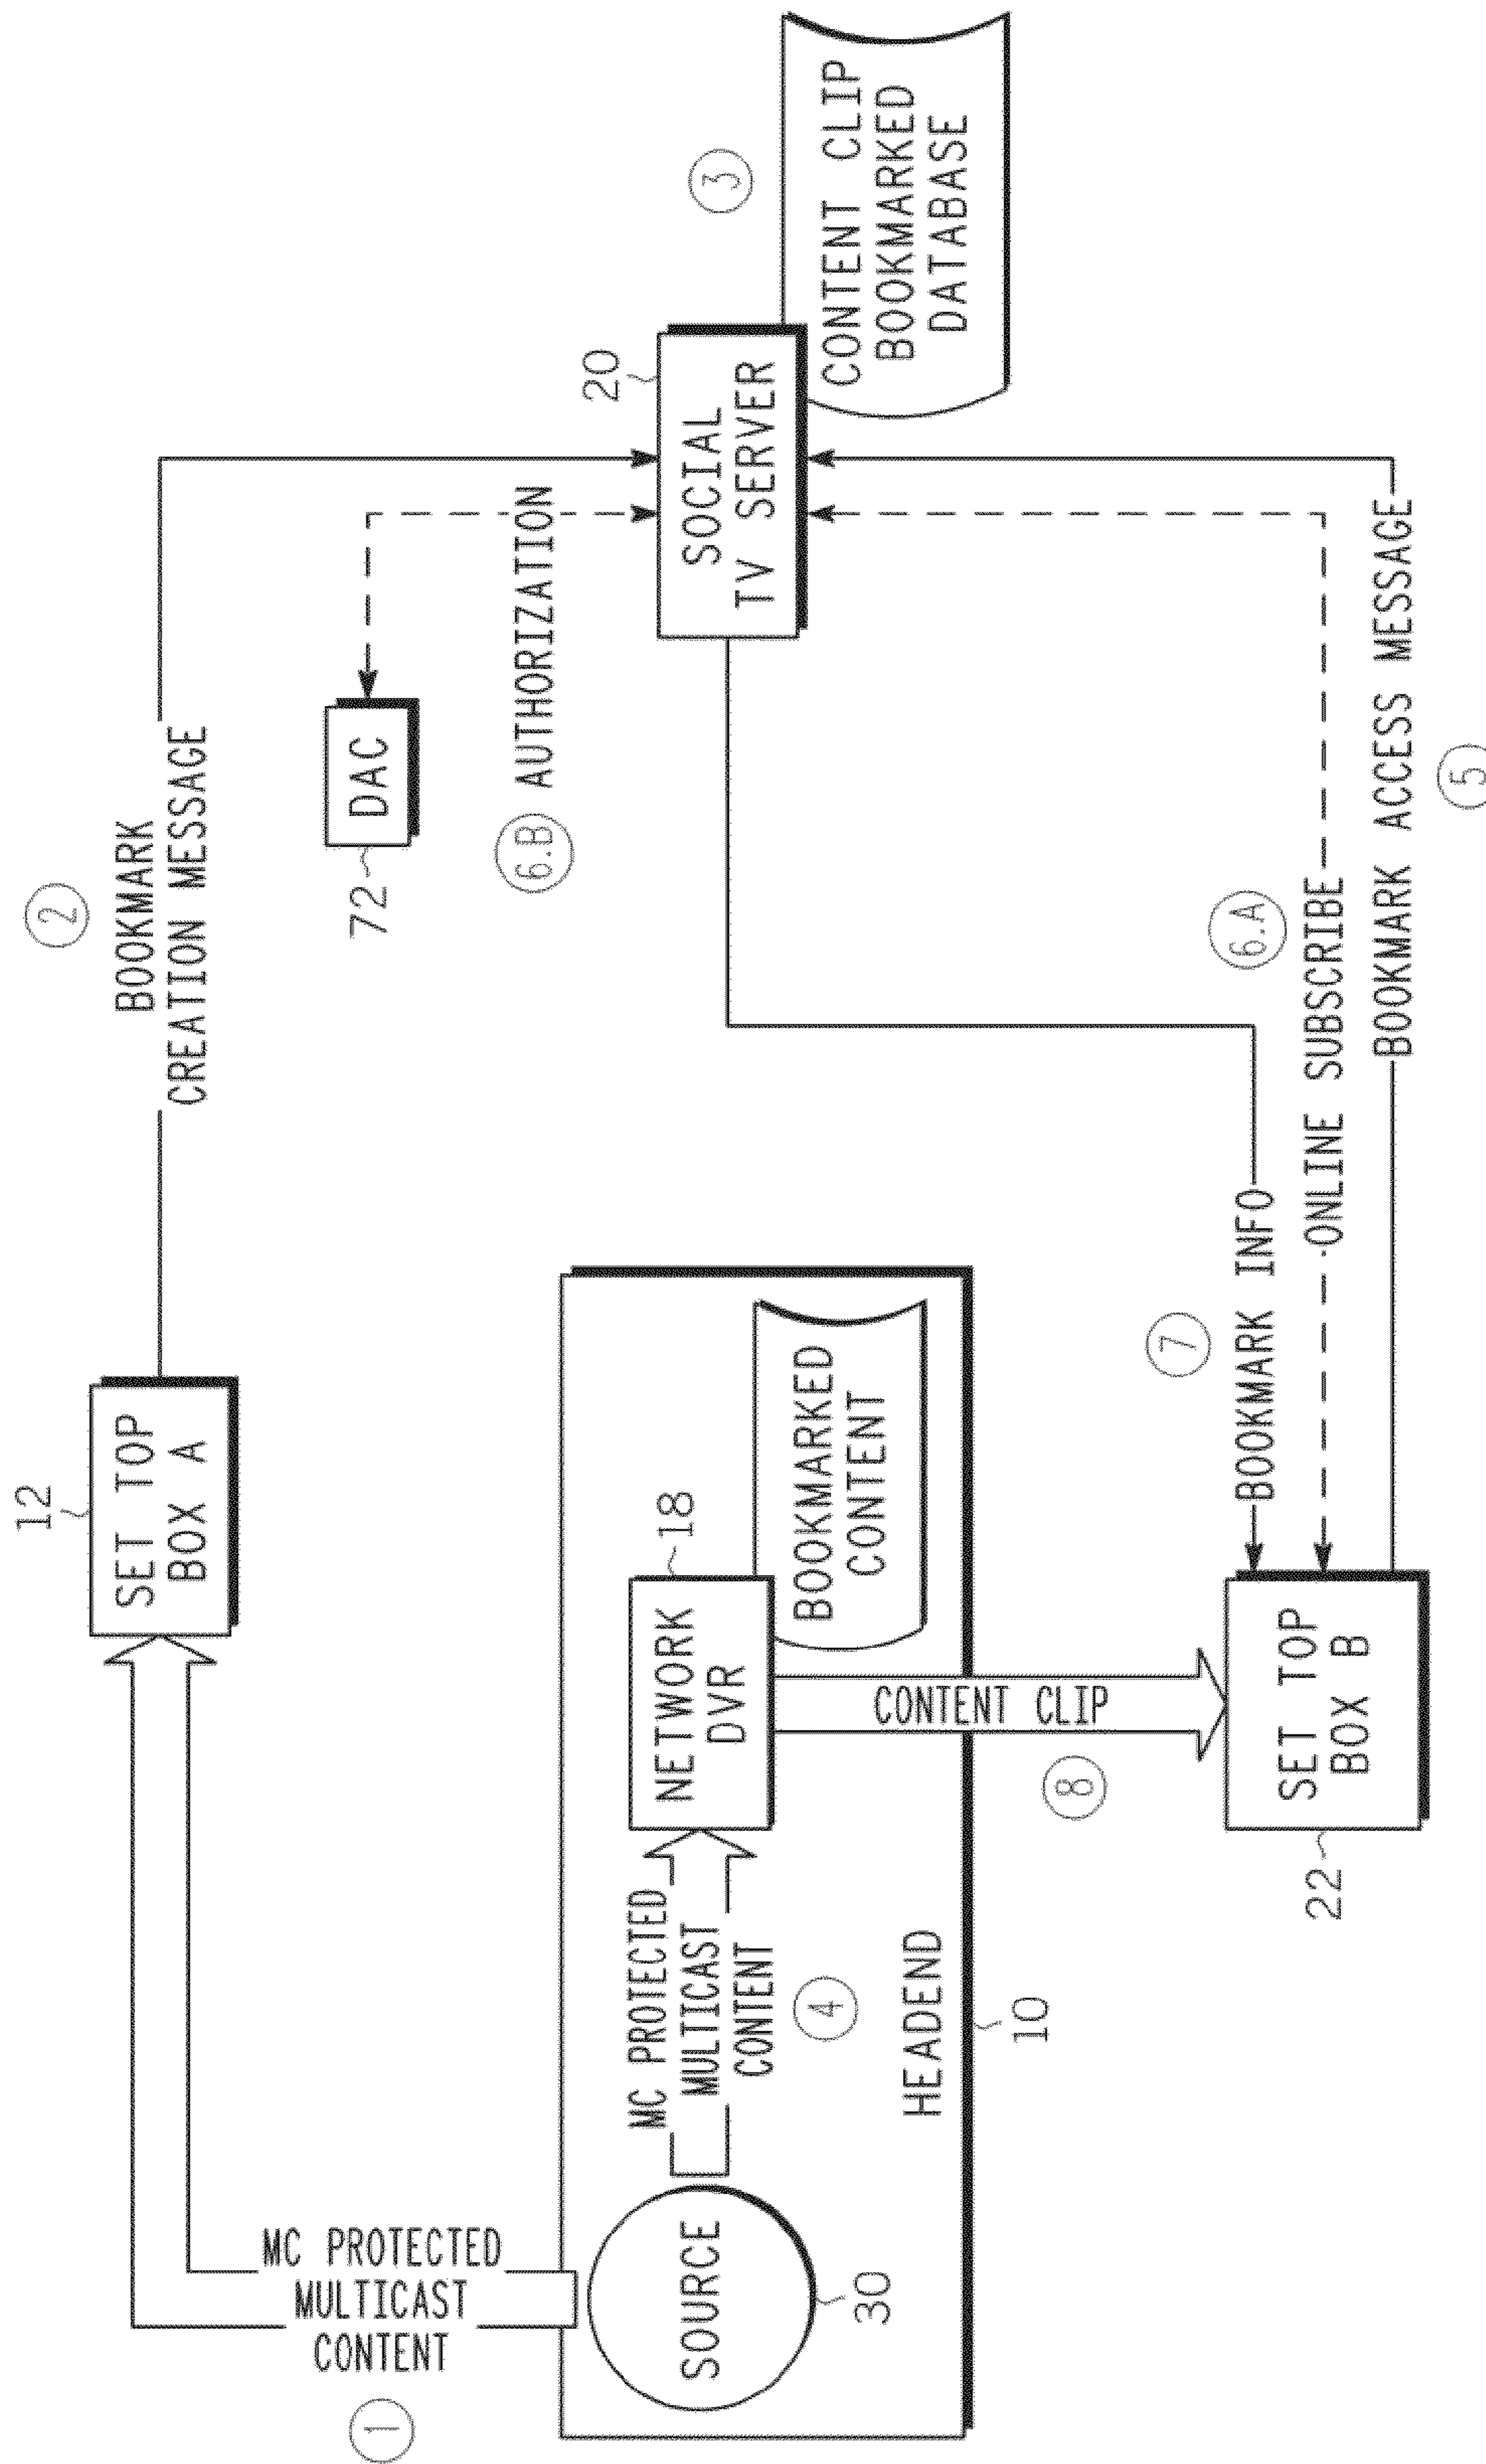 1
MC PROTECTED
MULTICAST
CONTENT
12
SET TOP
BOX A
2
BOOKMARK
CREATION MESSAGE
DAC
72
6.B
AUTHORIZATION
20
SOCIAL
TV SERVER
3
CONTENT CLIP
BOOKMARKED
DATABASE
SOURCE
30
MC PROTECTED
MULTICAST
CONTENT
4
NETWORK
DVR
18
BOOKMARKED
CONTENT
HEADEND
10
CONTENT CLIP
8
SET TOP
BOX B
22
7
BOOKMARK INFO
6.A
ONLINE SUBSCRIBE
BOOKMARK ACCESS MESSAGE
5